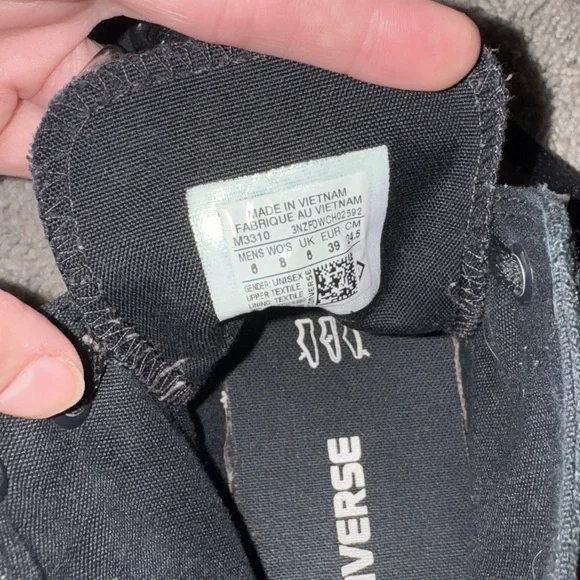 MADE IN VIETNAM
FABRIQUE AU VIETNAM
M3310 3NZFDWCH02592
MENS WO'S UK EUR CM
6 8 6 39 24.5
GENDER: UNISEX
UPPER TEXTILE
LINING: TEXTILE
CONVERSE
VERSE